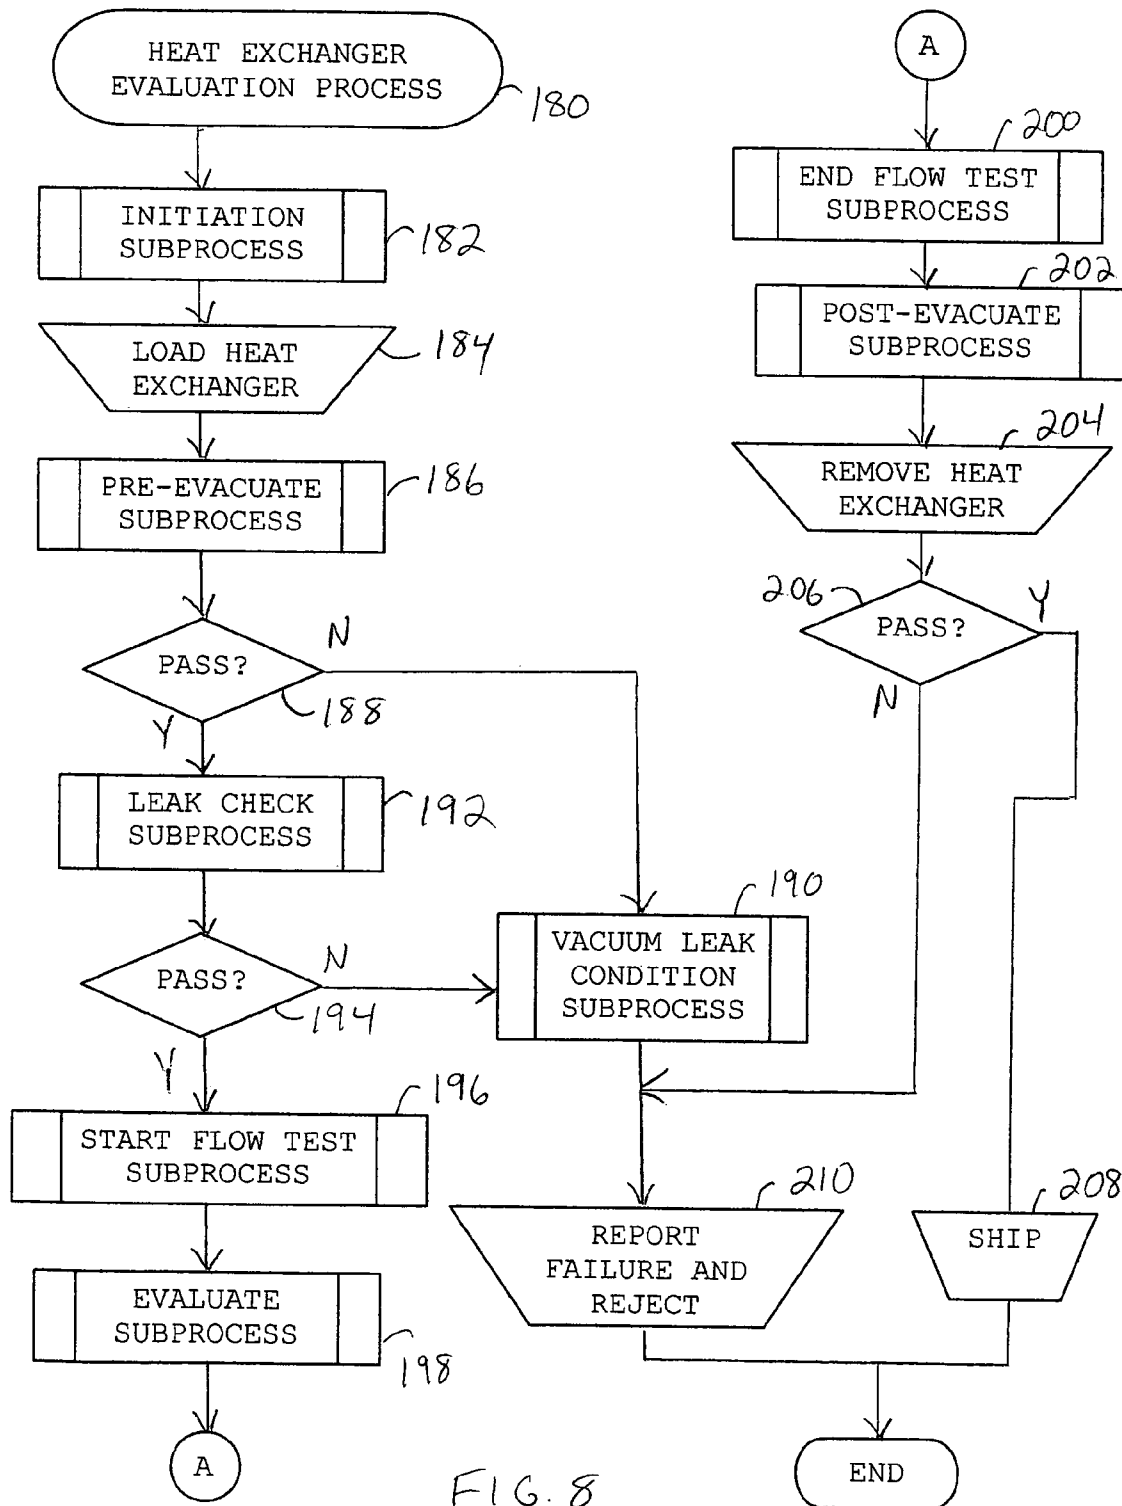 HEAT EXCHANGER
EVALUATION PROCESS
180
INITIATION
SUBPROCESS
182
LOAD HEAT
EXCHANGER
184
PRE-EVACUATE
SUBPROCESS
186
PASS?
N
188
Y
LEAK CHECK
SUBPROCESS
192
PASS?
N
194
Y
190
VACUUM LEAK
CONDITION
SUBPROCESS
START FLOW TEST
SUBPROCESS
196
EVALUATE
SUBPROCESS
198
A
A
200
END FLOW TEST
SUBPROCESS
202
POST-EVACUATE
SUBPROCESS
204
REMOVE HEAT
EXCHANGER
206
PASS?
Y
N
210
REPORT
FAILURE AND
REJECT
208
SHIP
END
FIG. 8